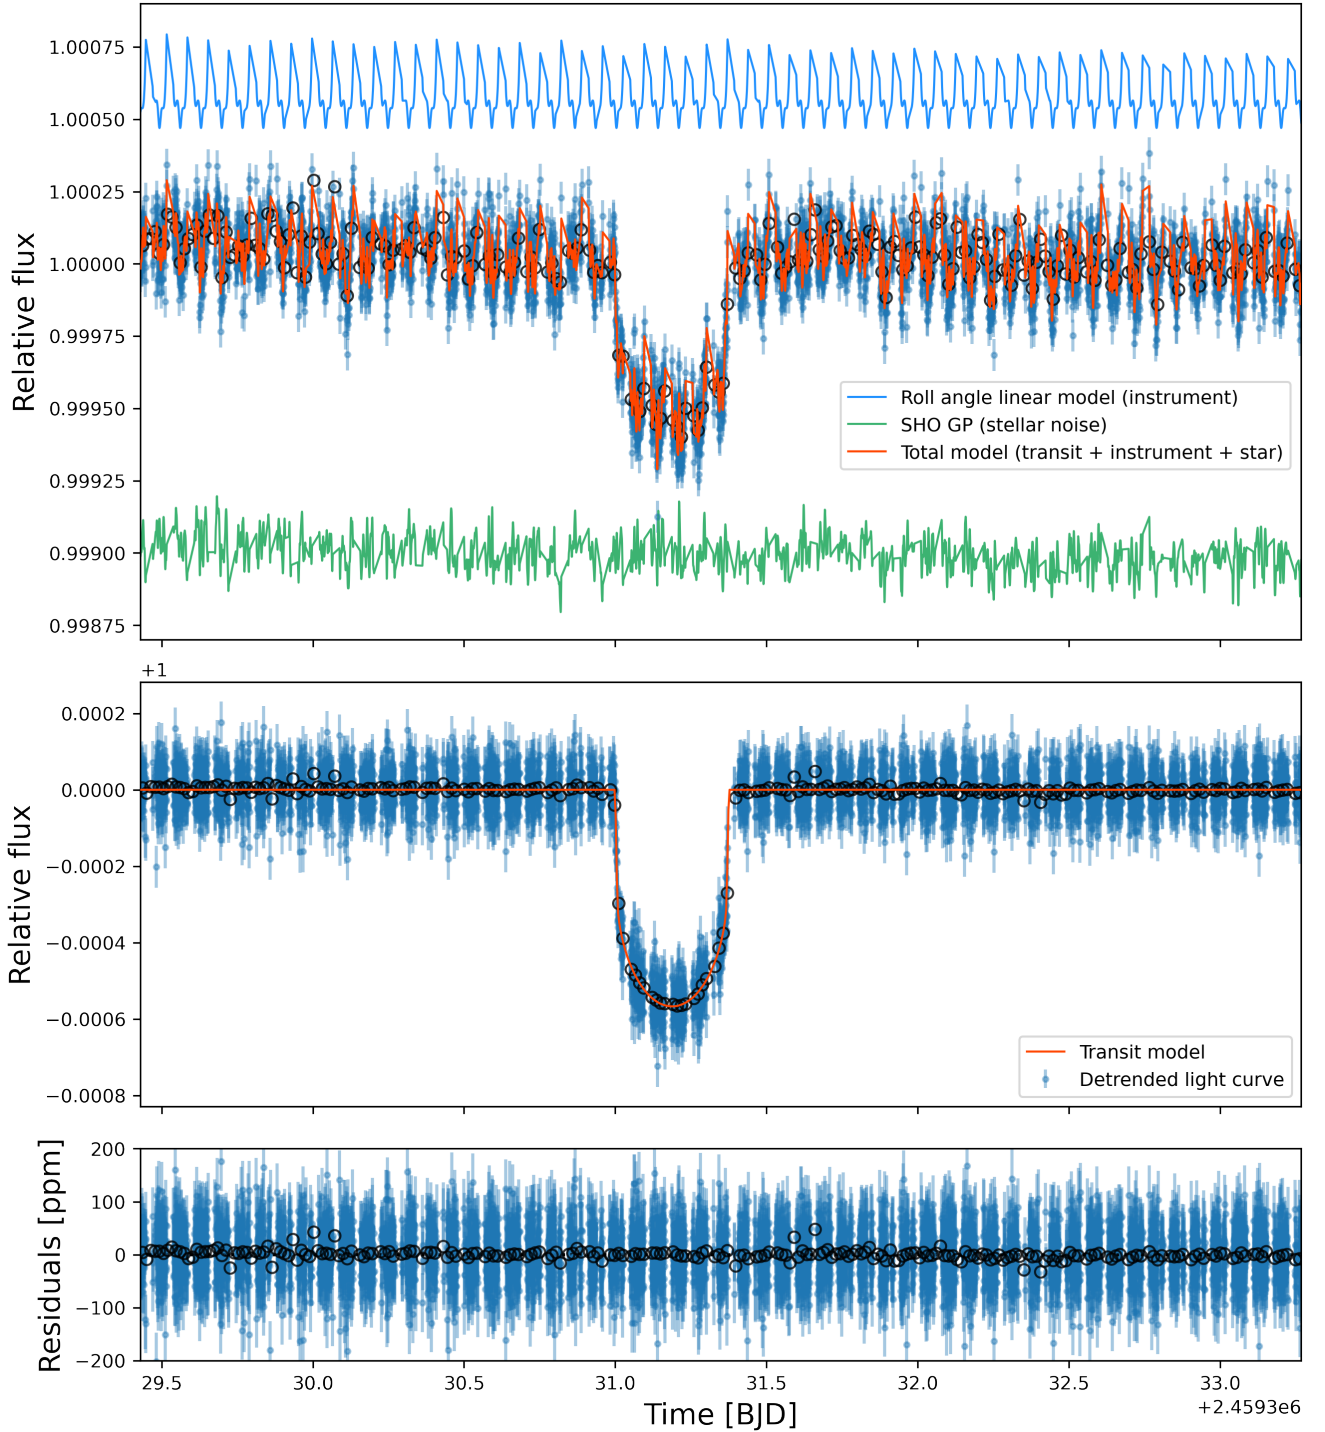 Relative flux
1.00075
1.00050
1.00025
1.00000
0.99975
0.99950
0.99925
0.99900
0.99875
Roll angle linear model (instrument)
SHO GP (stellar noise)
Total model (transit + instrument + star)
+1
Relative flux
0.0002
0.0000
−0.0002
−0.0004
−0.0006
−0.0008
Transit model
Detrended light curve
Residuals [ppm]
200
100
0
−100
−200
29.5 30.0 30.5 31.0 31.5 32.0 32.5 33.0
+2.4593e6
Time [BJD]